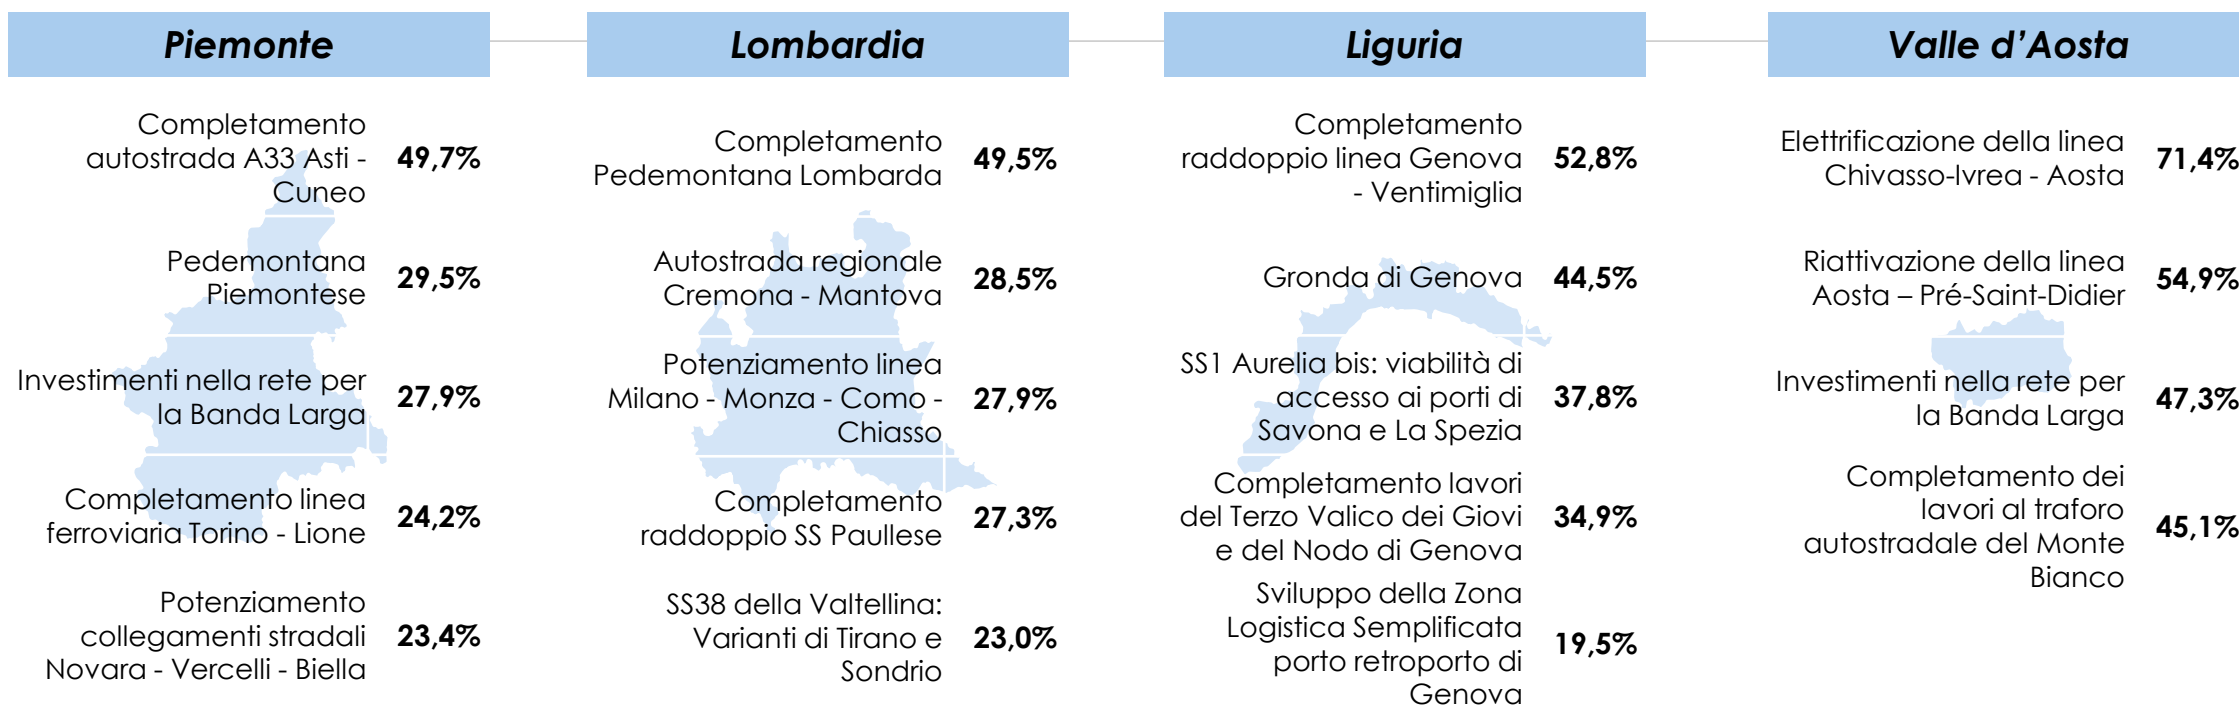 Piemonte
Completamento
autostrada A33 Asti -
Cuneo
49,7%
Pedemontana
Piemontese
29,5%
Investimenti nella rete per
la Banda Larga
27,9%
Completamento linea
ferroviaria Torino - Lione
24,2%
Potenziamento
collegamenti stradali
Novara - Vercelli - Biella
23,4%
Lombardia
Completamento
Pedemontana Lombarda
49,5%
Autostrada regionale
Cremona - Mantova
28,5%
Potenziamento linea
Milano - Monza - Como -
Chiasso
27,9%
Completamento
raddoppio SS Paullese
27,3%
SS38 della Valtellina:
Varianti di Tirano e
Sondrio
23,0%
Liguria
Completamento
raddoppio linea Genova
- Ventimiglia
52,8%
Gronda di Genova
44,5%
SS1 Aurelia bis: viabilità di
accesso ai porti di
Savona e La Spezia
37,8%
Completamento lavori
del Terzo Valico dei Giovi
e del Nodo di Genova
34,9%
Sviluppo della Zona
Logistica Semplificata
porto retroporto di
Genova
19,5%
Valle d’Aosta
Elettrificazione della linea
Chivasso-Ivrea - Aosta
71,4%
Riattivazione della linea
Aosta – Pré-Saint-Didier
54,9%
Investimenti nella rete per
la Banda Larga
47,3%
Completamento dei
lavori al traforo
autostradale del Monte
Bianco
45,1%